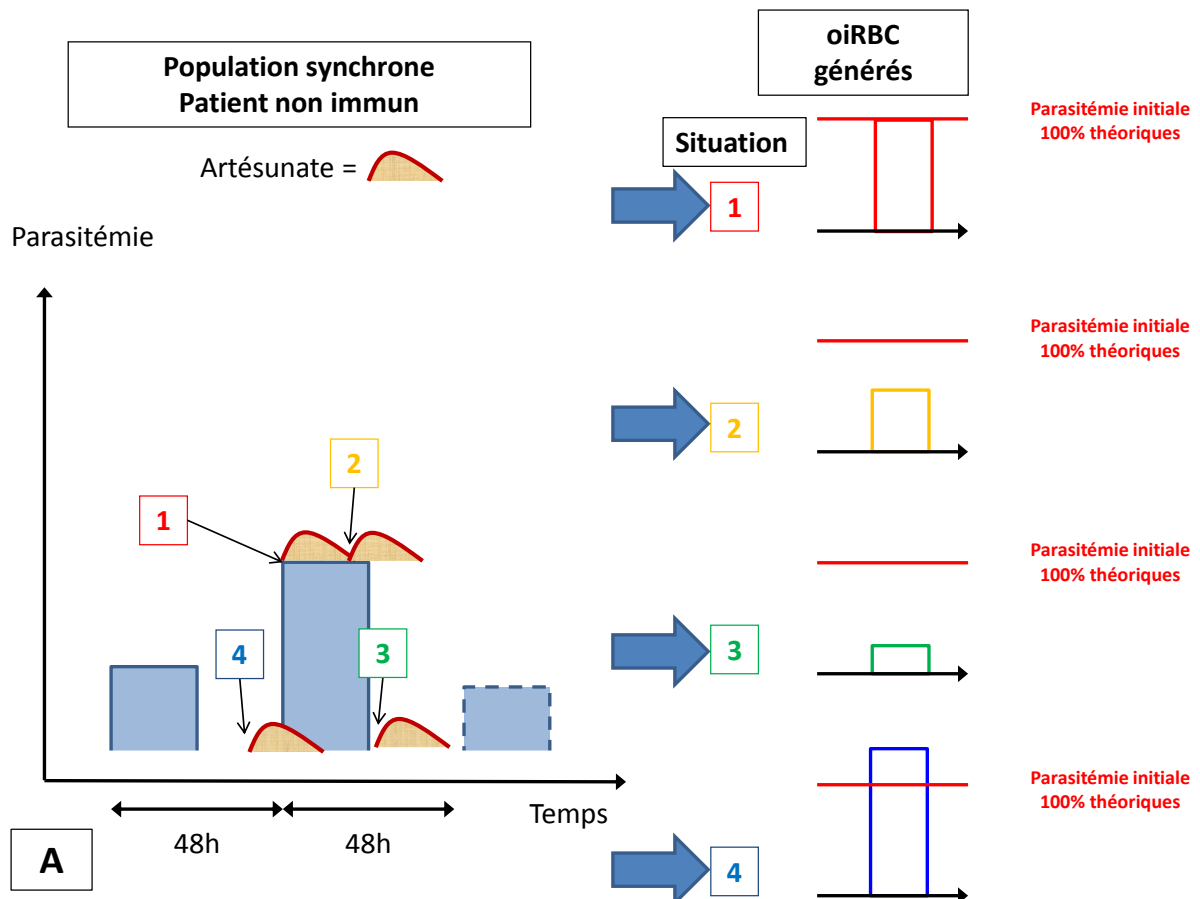 Population synchrone
Patient non immun
Artésunate =
oiRBC
générés
Situation
Parasitémie initiale
100% théoriques
1
Parasitémie
Parasitémie initiale
100% théoriques
2
2
1
Parasitémie initiale
100% théoriques
4
3
3
Parasitémie initiale
100% théoriques
Temps
48h
48h
A
4